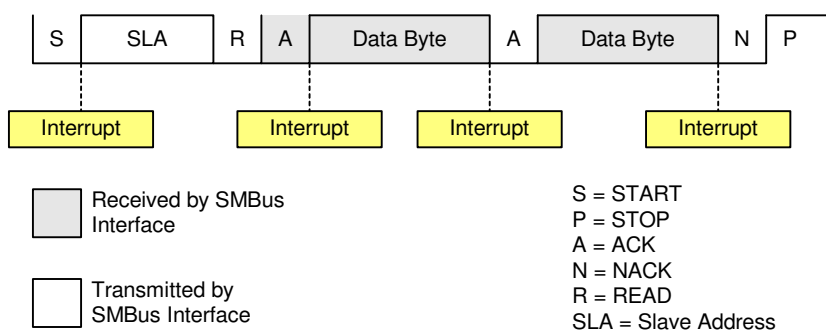 S SLA R A Data Byte A Data Byte N P
Interrupt Interrupt Interrupt Interrupt
Received by SMBus
Interface
Transmitted by
SMBus Interface
S = START
P = STOP
A = ACK
N = NACK
R = READ
SLA = Slave Address